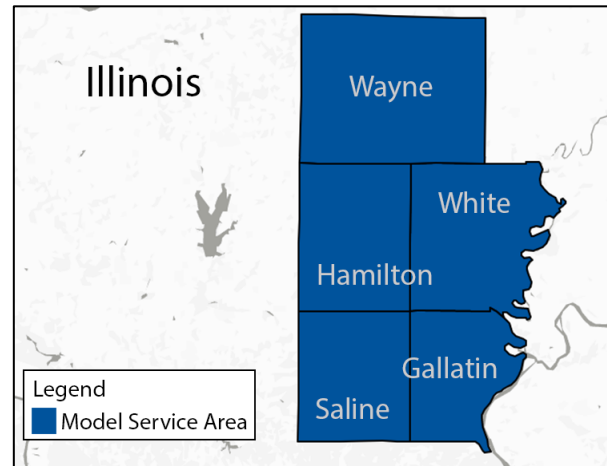 Illinois
Wayne
White
Hamilton
Gallatin
Saline
Legend
Model Service Area